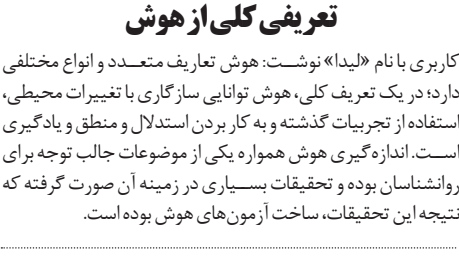 تعریفی کلی از هوش
کاربری با نام «لیدا» نوشت: هوش تعاریف متعدد و انواع مختلفی
دارد؛ در یک تعریف کلی، هوش توانایی سازگاری با تغییرات محیطی،
استفاده از تجربیات گذشته و به کار بردن استدلال و منطق و یادگیری
است. اندازه‌گیری هوش همواره یکی از موضوعات جالب توجه برای
روانشناسان بوده و تحقیقات بسیاری در زمینه آن صورت گرفته که
نتیجه این تحقیقات، ساخت آزمون‌های هوش بوده است.